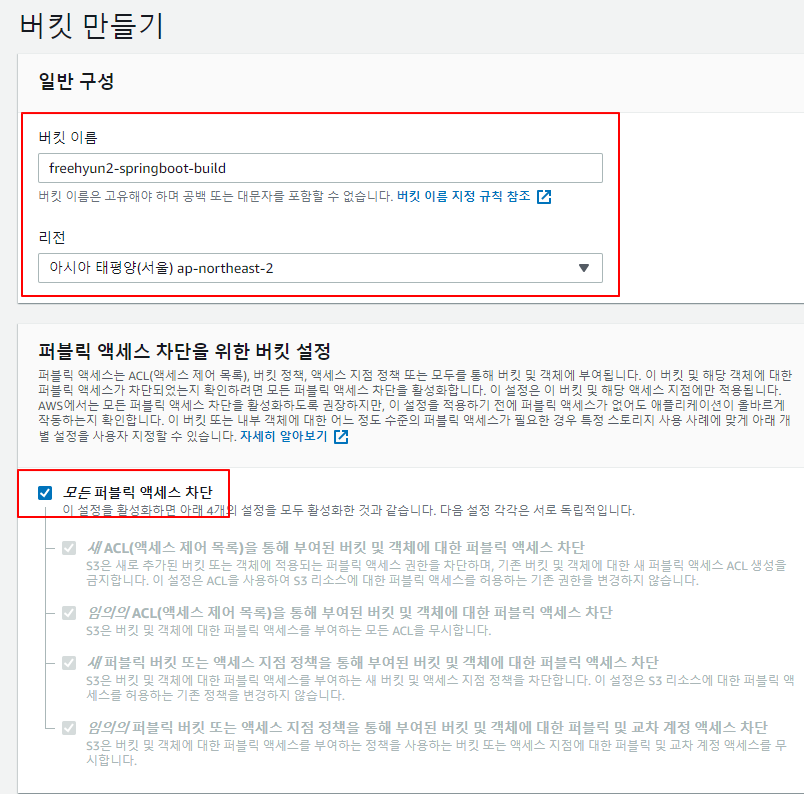 버킷 만들기
일반 구성
버킷 이름
freehyun2-springboot-build
버킷 이름은 고유해야 하며 공백 또는 대문자를 포함할 수 없습니다. 버킷 이름 지정 규칙 참조
리전
아시아 태평양(서울) ap-northeast-2
퍼블릭 액세스 차단을 위한 버킷 설정
퍼블릭 액세스는 ACL(액세스 제어 목록), 버킷 정책, 액세스 지점 정책 또는 모두를 통해 버킷 및 객체에 부여됩니다. 이 버킷 및 해당 객체에 대한
퍼블릭 액세스가 차단되었는지 확인하려면 모든 퍼블릭 액세스 차단을 활성화합니다. 이 설정은 이 버킷 및 해당 액세스 지점에만 적용됩니다.
AWS에서는 모든 퍼블릭 액세스 차단을 활성화하도록 권장하지만, 이 설정을 적용하기 전에 퍼블릭 액세스가 없어도 애플리케이션이 올바르게
작동하는지 확인합니다. 이 버킷 또는 내부 객체에 대한 어느 정도 수준의 퍼블릭 액세스가 필요한 경우 특정 스토리지 사용 사례에 맞게 아래 개
별 설정을 사용자 지정할 수 있습니다. 자세히 알아보기
모든 퍼블릭 액세스 차단
이 설정을 활성화하면 아래 4개의 설정을 모두 활성화한 것과 같습니다. 다음 설정 각각은 서로 독립적입니다.
새 ACL(액세스 제어 목록)을 통해 부여된 버킷 및 객체에 대한 퍼블릭 액세스 차단
S3은 새로 추가된 버킷 또는 객체에 적용되는 퍼블릭 액세스 권한을 차단하며, 기존 버킷 및 객체에 대한 새 퍼블릭 액세스 ACL 생성을
금지합니다. 이 설정은 ACL을 사용하여 S3 리소스에 대한 퍼블릭 액세스를 허용하는 기존 권한을 변경하지 않습니다.
임의의 ACL(액세스 제어 목록)을 통해 부여된 버킷 및 객체에 대한 퍼블릭 액세스 차단
S3은 버킷 및 객체에 대한 퍼블릭 액세스를 부여하는 모든 ACL을 무시합니다.
새 퍼블릭 버킷 또는 액세스 지점 정책을 통해 부여된 버킷 및 객체에 대한 퍼블릭 액세스 차단
S3은 버킷 및 객체에 대한 퍼블릭 액세스를 부여하는 새 버킷 및 액세스 지점 정책을 차단합니다. 이 설정은 S3 리소스에 대한 퍼블릭 액
세스를 허용하는 기존 정책을 변경하지 않습니다.
임의의 퍼블릭 버킷 또는 액세스 지점 정책을 통해 부여된 버킷 및 객체에 대한 퍼블릭 및 교차 계정 액세스 차단
S3은 버킷 및 객체에 대한 퍼블릭 액세스를 부여하는 정책을 사용하는 버킷 또는 액세스 지점에 대한 퍼블릭 및 교차 계정 액세스를 무
시합니다.